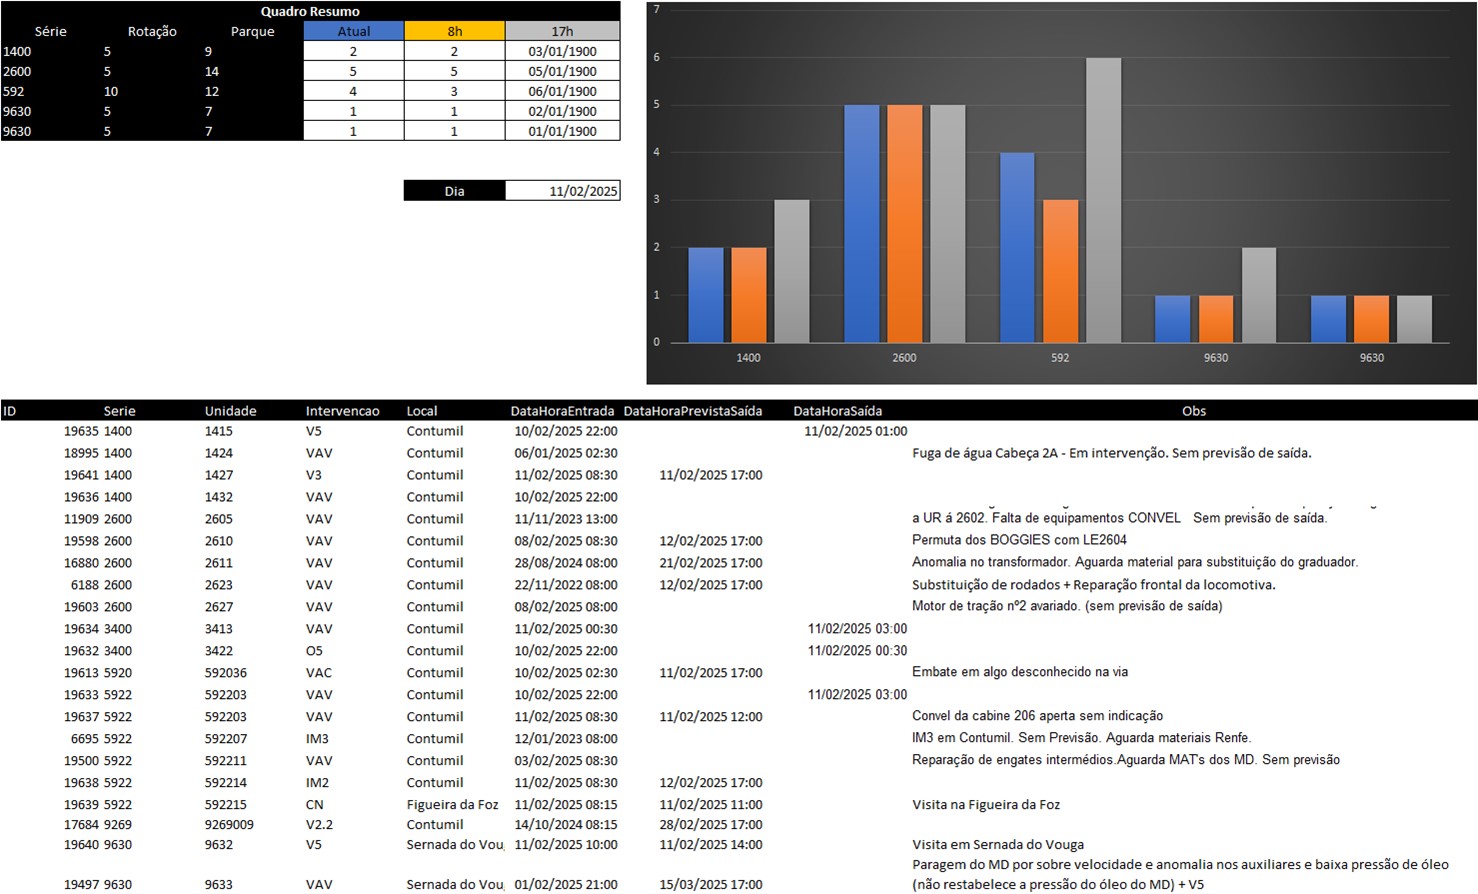 Quadro Resumo
Série Rotação Parque Atual 8h 17h
1400 5 9 2 2 03/01/1900
2600 5 14 5 5 05/01/1900
592 10 12 4 3 06/01/1900
9630 5 7 1 1 02/01/1900
9630 5 7 1 1 01/01/1900
Dia 11/02/2025
7
6
5
4
3
2
1
0
1400 2600 592 9630 9630
ID Serie Unidade Intervencao Local DataHoraEntrada DataHoraPrevistaSaída DataHoraSaída Obs
19635 1400 1415 V5 Contumil 10/02/2025 22:00 11/02/2025 01:00
18995 1400 1424 VAV Contumil 06/01/2025 02:30 Fuga de água Cabeça 2A - Em intervenção. Sem previsão de saída.
19641 1400 1427 V3 Contumil 11/02/2025 08:30 11/02/2025 17:00
19636 1400 1432 VAV Contumil 10/02/2025 22:00
11909 2600 2605 VAV Contumil 11/11/2023 13:00 a UR á 2602. Falta de equipamentos CONVEL Sem previsão de saída.
19598 2600 2610 VAV Contumil 08/02/2025 08:30 12/02/2025 17:00 Permuta dos BOGGIES com LE2604
16880 2600 2611 VAV Contumil 28/08/2024 08:00 21/02/2025 17:00 Anomalia no transformador. Aguarda material para substituição do graduador.
6188 2600 2623 VAV Contumil 22/11/2022 08:00 12/02/2025 17:00 Substituição de rodados + Reparação frontal da locomotiva.
19603 2600 2627 VAV Contumil 08/02/2025 08:00 Motor de tração nº2 avariado. (sem previsão de saída)
19634 3400 3413 VAV Contumil 11/02/2025 00:30 11/02/2025 03:00
19632 3400 3422 O5 Contumil 10/02/2025 22:00 11/02/2025 00:30
19613 5920 592036 VAC Contumil 10/02/2025 02:30 11/02/2025 17:00 Embate em algo desconhecido na via
19633 5922 592203 VAV Contumil 10/02/2025 22:00 11/02/2025 03:00
19637 5922 592203 VAV Contumil 11/02/2025 08:30 11/02/2025 12:00 Convel da cabine 206 aperta sem indicação
6695 5922 592207 IM3 Contumil 12/01/2023 08:00 IM3 em Contumil. Sem Previsão. Aguarda materiais Renfe.
19500 5922 592211 VAV Contumil 03/02/2025 08:30 Reparação de engates intermédios.Aguarda MAT's dos MD. Sem previsão
19638 5922 592214 IM2 Contumil 11/02/2025 08:30 12/02/2025 17:00
19639 5922 592215 CN Figueira da Foz 11/02/2025 08:15 11/02/2025 11:00 Visita na Figueira da Foz
17684 9269 9269009 V2.2 Contumil 14/10/2024 08:15 28/02/2025 17:00
19640 9630 9632 V5 Sernada do Vou 11/02/2025 10:00 11/02/2025 14:00 Visita em Sernada do Vouga
Paragem do MD por sobre velocidade e anomalia nos auxiliares e baixa pressão de óleo
19497 9630 9633 VAV Sernada do Vou 01/02/2025 21:00 15/03/2025 17:00 (não restabelece a pressão do óleo do MD) + V5